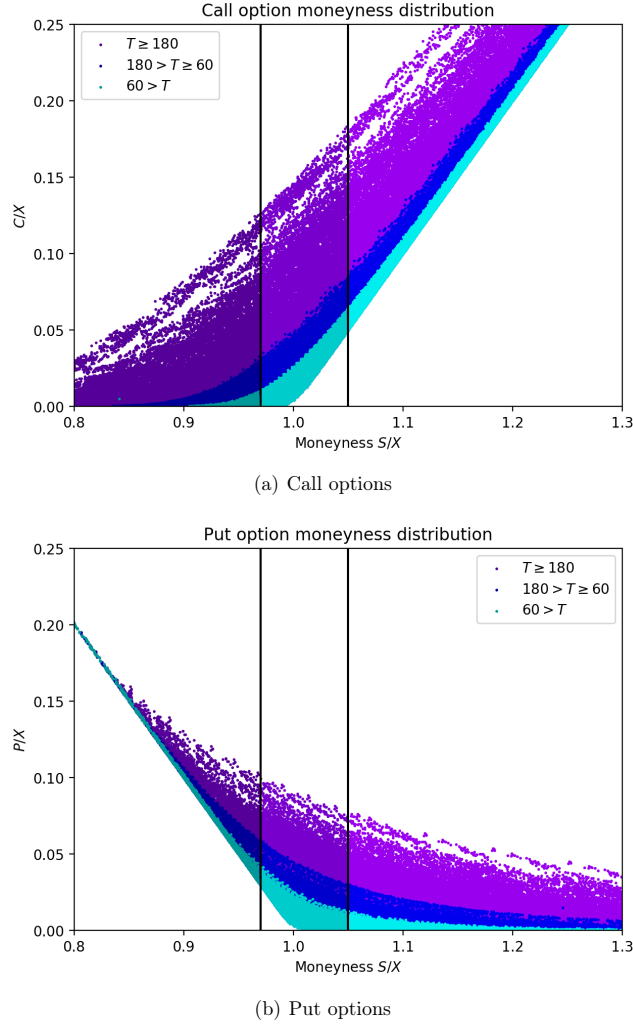 Call option moneyness distribution
0.25
0.20
0.15
0.10
0.05
0.00
C/X
T ≥ 180
180 > T ≥ 60
60 > T
0.8 0.9 1.0 1.1 1.2 1.3
Moneyness S/X
(a) Call options
Put option moneyness distribution
0.25
0.20
0.15
0.10
0.05
0.00
P/X
T ≥ 180
180 > T ≥ 60
60 > T
0.8 0.9 1.0 1.1 1.2 1.3
Moneyness S/X
(b) Put options